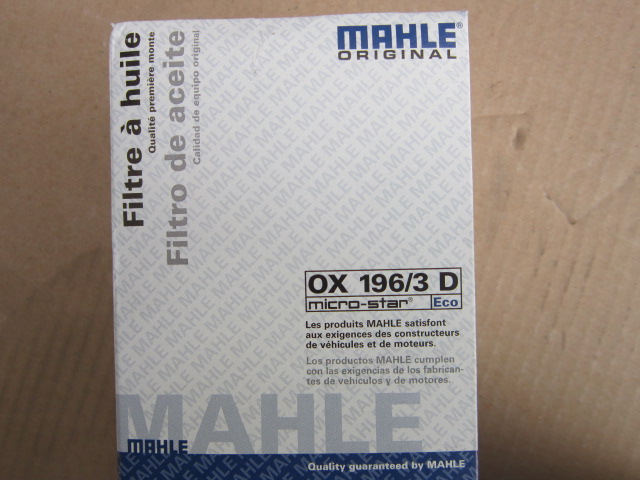 MAHLE®
ORIGINAL
Filtre à huile
Qualité première monte
Filtro de aceite
Calidad de equipo original
OX 196/3 D
micro-star®
Eco
Les produits MAHLE satisfont
aux exigences des constructeurs
de véhicules et de moteurs.
Los productos MAHLE cumplen
con las exigencias de los fabrican-
tes de vehículos y de motores.
MAHLE
MAHLE
Quality guaranteed by MAHLE